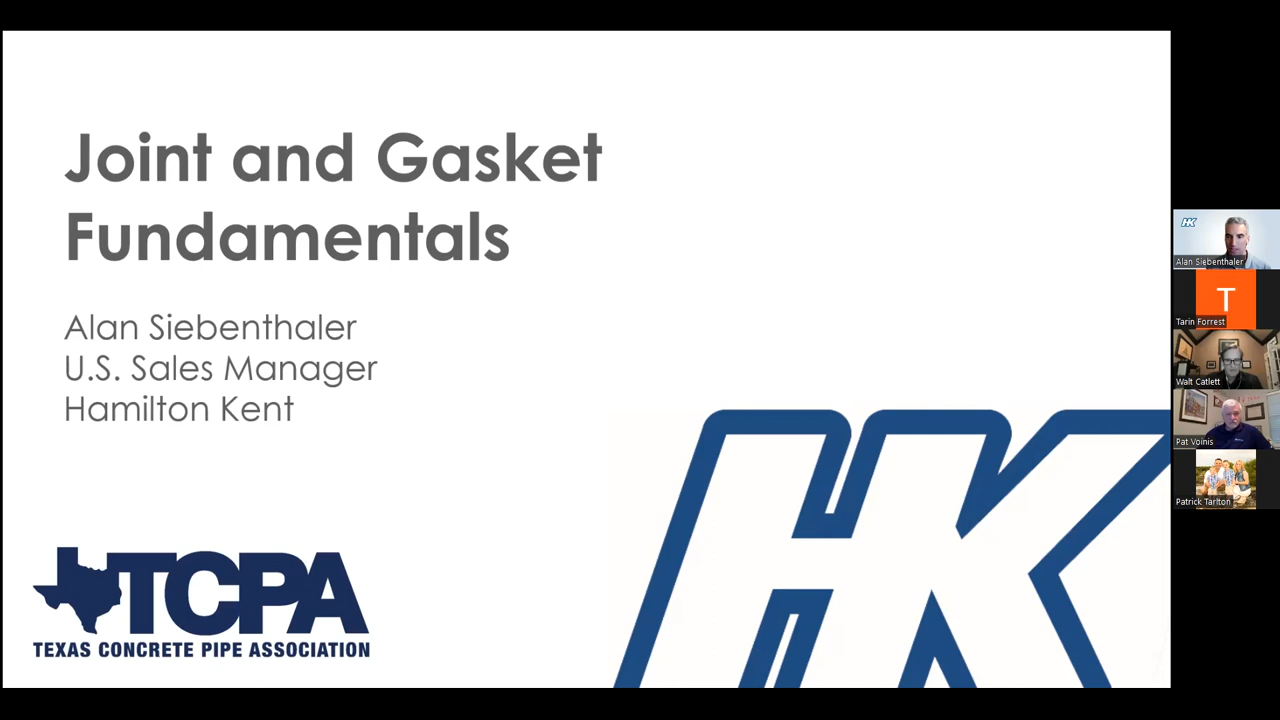 Joint and Gasket
Fundamentals
Alan Siebenthaler
U.S. Sales Manager
Hamilton Kent
TCPA
TEXAS CONCRETE PIPE ASSOCIATION
HK
HK
Alan Siebenthaler
T
Tarin Forrest
Walt Catlett
Pat Voinis
Patrick Tarlton